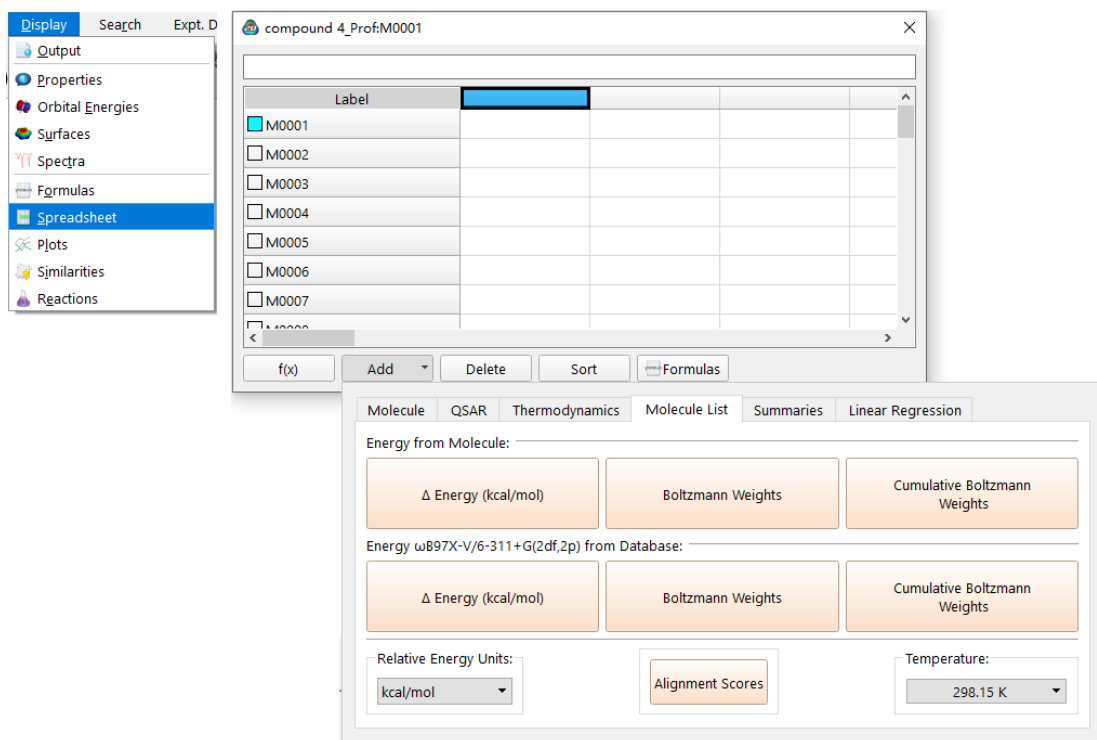 Display Search Expt. D
Output
Properties
Orbital Energies
Surfaces
Spectra
Formulas
Spreadsheet
Plots
Similarities
Reactions
compound 4_Prof:M0001
Label
M0001
M0002
M0003
M0004
M0005
M0006
M0007
M0008
f(x) Add Delete Sort Formulas
Molecule QSAR Thermodynamics Molecule List Summaries Linear Regression
Energy from Molecule:
Δ Energy (kcal/mol) Boltzmann Weights Cumulative Boltzmann
Weights
Energy ωB97X-V/6-311+G(2df,2p) from Database:
Δ Energy (kcal/mol) Boltzmann Weights Cumulative Boltzmann
Weights
Relative Energy Units: Temperature:
kcal/mol Alignment Scores 298.15 K